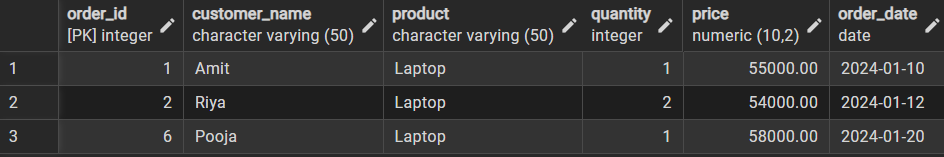 order_id customer_name product quantity price order_date
[PK] integer character varying (50) character varying (50) integer numeric (10,2) date
1 1 Amit Laptop 1 55000.00 2024-01-10
2 2 Riya Laptop 2 54000.00 2024-01-12
3 6 Pooja Laptop 1 58000.00 2024-01-20